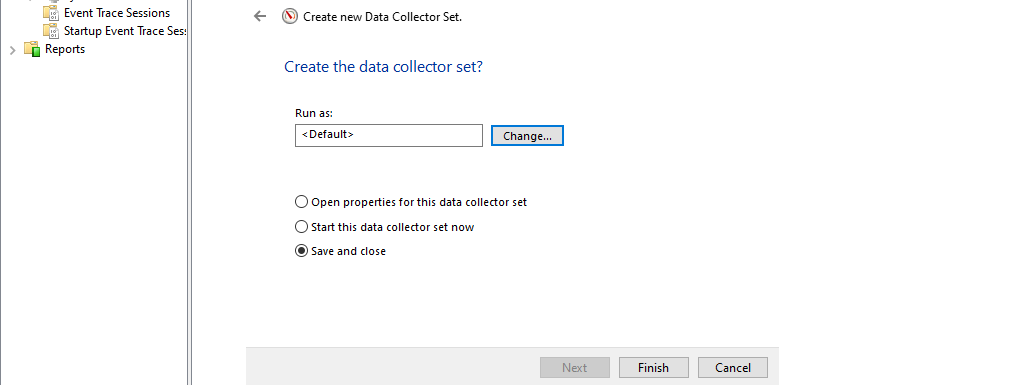 Event Trace Sessions
Startup Event Trace Ses
Reports
Create new Data Collector Set.
Create the data collector set?
Run as:
<Default>
Change...
Open properties for this data collector set
Start this data collector set now
Save and close
Next
Finish
Cancel